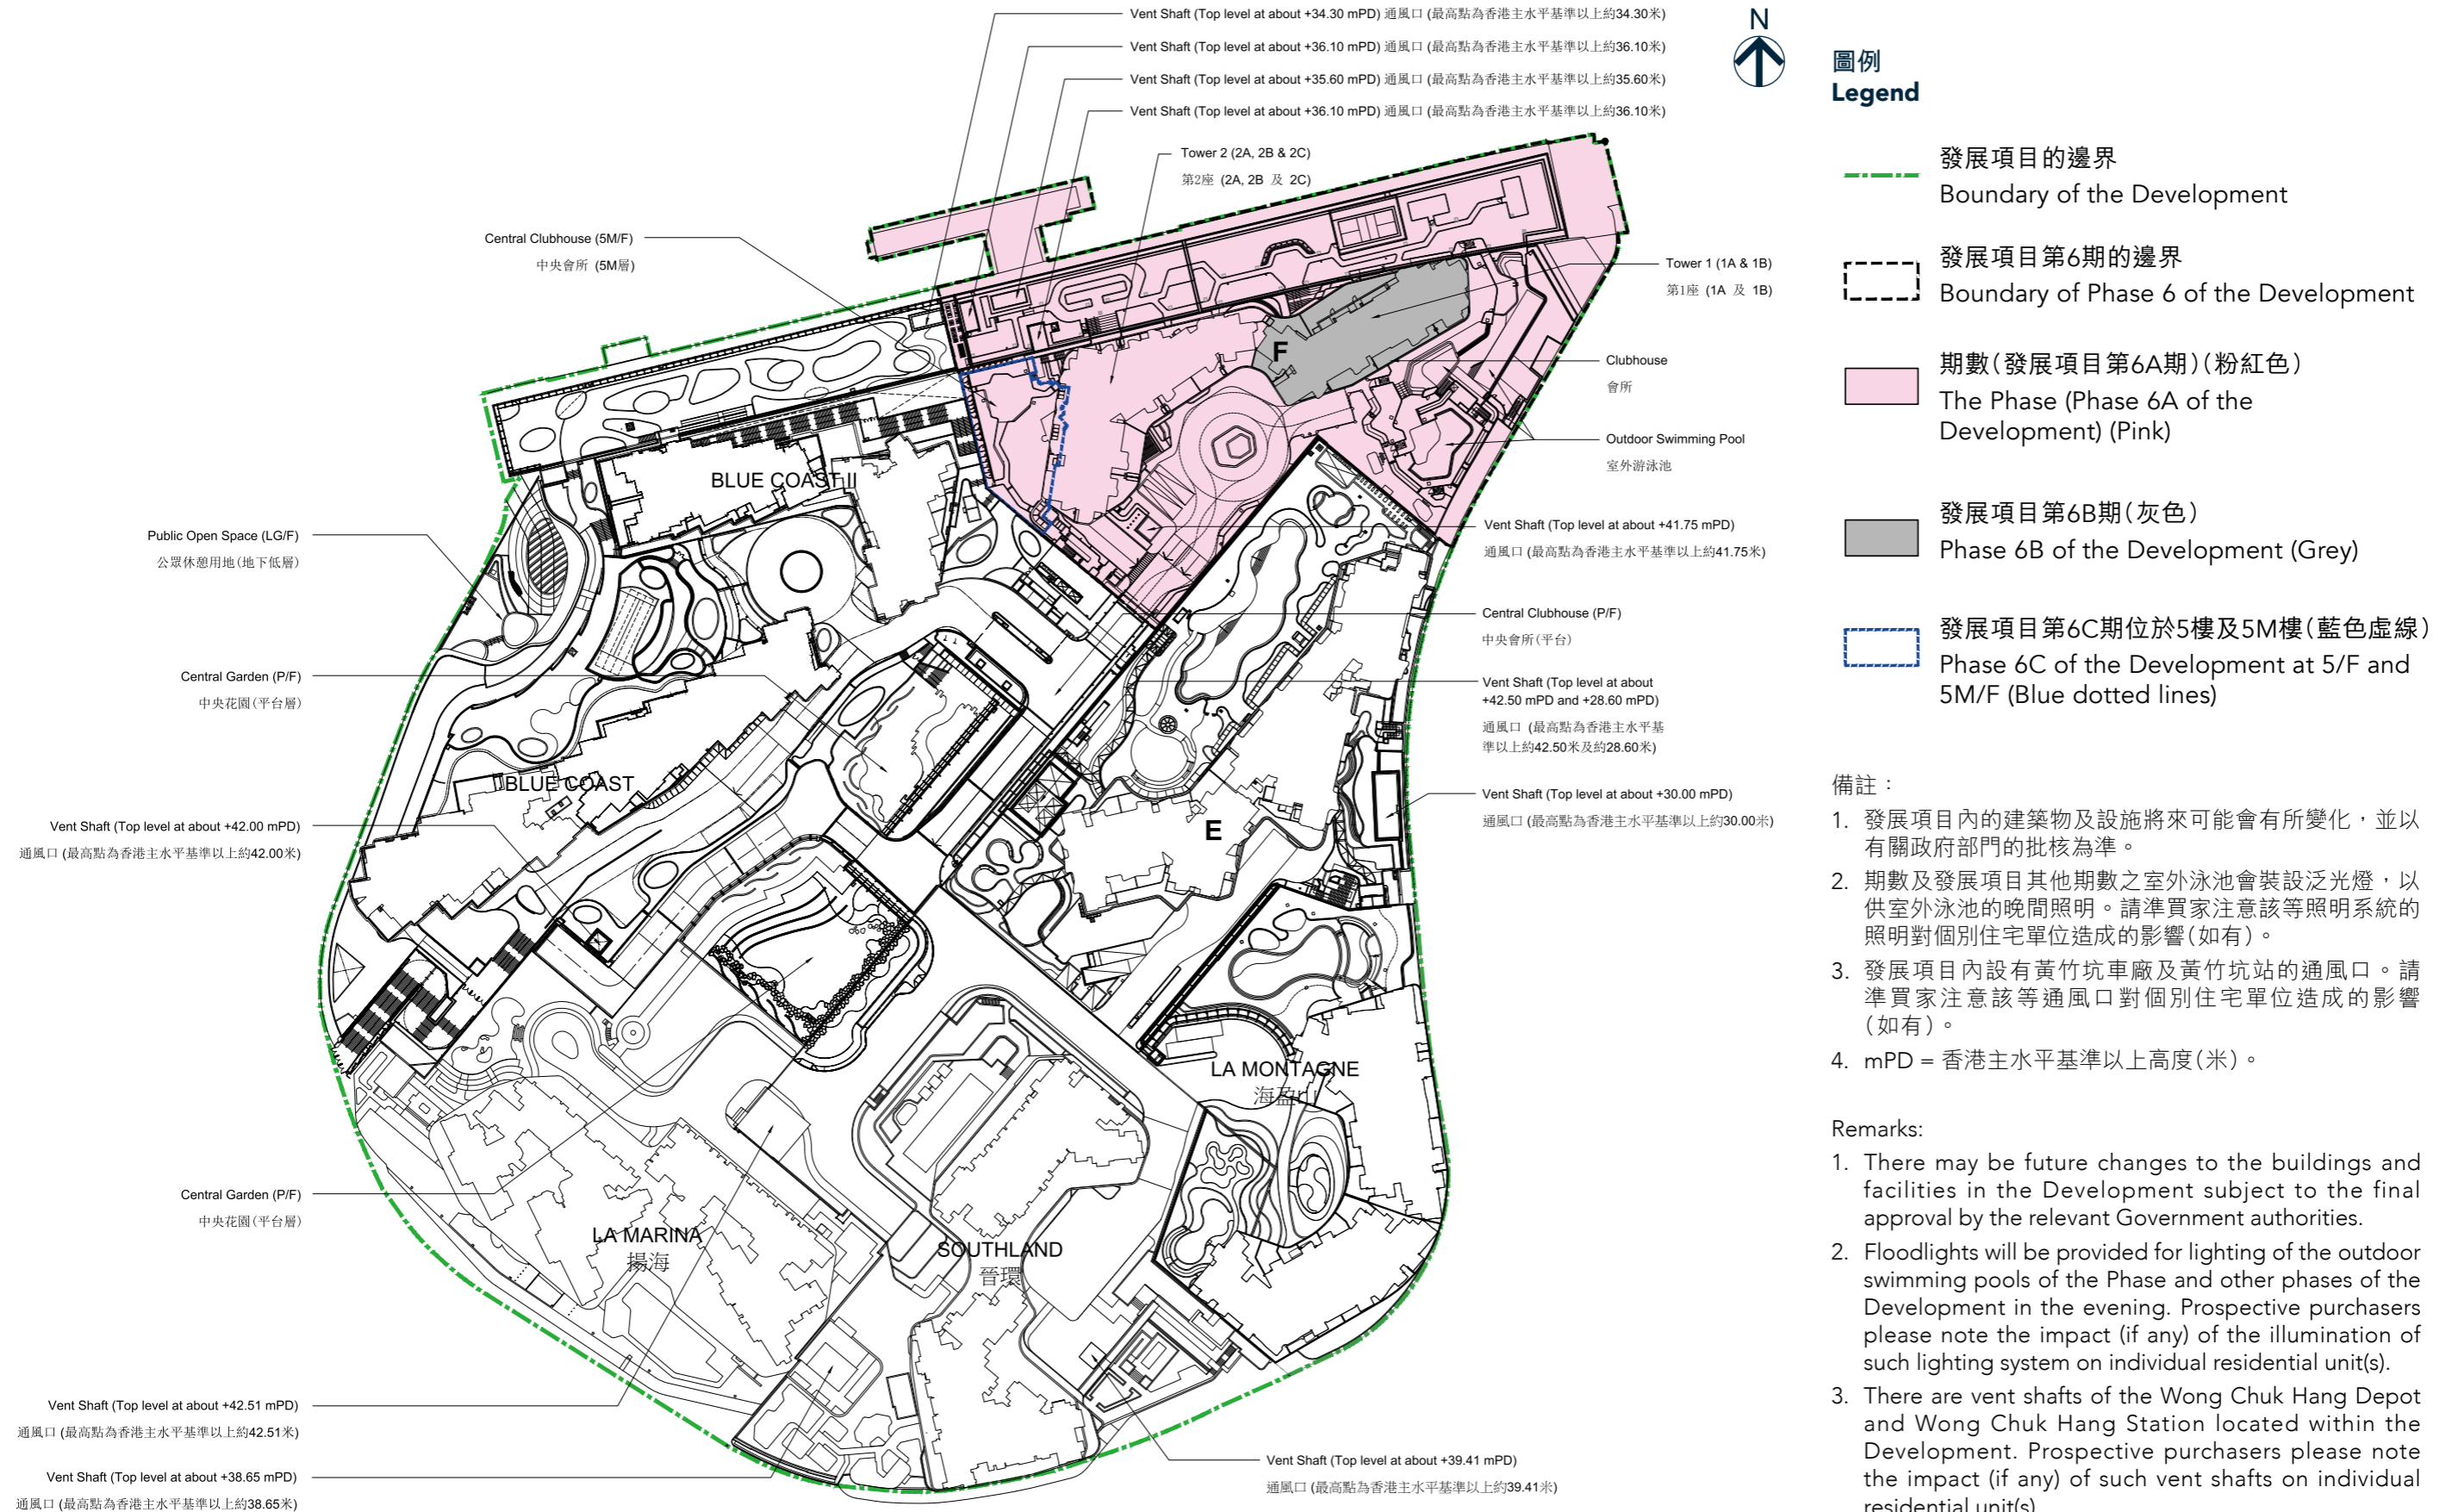 Vent Shaft (Top level at about +34.30 mPD) 通風口 (最高點為香港主水平基準以上約34.30米)
Vent Shaft (Top level at about +36.10 mPD) 通風口 (最高點為香港主水平基準以上約36.10米)
Vent Shaft (Top level at about +35.60 mPD) 通風口 (最高點為香港主水平基準以上約35.60米)
Vent Shaft (Top level at about +36.10 mPD) 通風口 (最高點為香港主水平基準以上約36.10米)
Tower 2 (2A, 2B & 2C)
第2座 (2A, 2B 及 2C)
Central Clubhouse (5M/F)
中央會所 (5M層)
Tower 1 (1A & 1B)
第1座 (1A 及 1B)
F
Clubhouse
會所
Outdoor Swimming Pool
室外游泳池
BLUE COAST II
Public Open Space (LG/F)
公眾休憩用地(地下低層)
Vent Shaft (Top level at about +41.75 mPD)
通風口 (最高點為香港主水平基準以上約41.75米)
Central Clubhouse (P/F)
中央會所(平台)
Central Garden (P/F)
中央花園(平台層)
Vent Shaft (Top level at about
+42.50 mPD and +28.60 mPD)
通風口 (最高點為香港主水平基
準以上約42.50米及約28.60米)
BLUE COAST
Vent Shaft (Top level at about +30.00 mPD)
通風口 (最高點為香港主水平基準以上約30.00米)
E
Vent Shaft (Top level at about +42.00 mPD)
通風口 (最高點為香港主水平基準以上約42.00米)
LA MONTAGNE
海盈山
Central Garden (P/F)
中央花園(平台層)
LA MARINA
揚海
SOUTHLAND
晉環
Vent Shaft (Top level at about +42.51 mPD)
通風口 (最高點為香港主水平基準以上約42.51米)
Vent Shaft (Top level at about +38.65 mPD)
通風口 (最高點為香港主水平基準以上約38.65米)
Vent Shaft (Top level at about +39.41 mPD)
通風口 (最高點為香港主水平基準以上約39.41米)
N
圖例
Legend
發展項目的邊界
Boundary of the Development
發展項目第6期的邊界
Boundary of Phase 6 of the Development
期數(發展項目第6A期)(粉紅色)
The Phase (Phase 6A of the
Development) (Pink)
發展項目第6B期(灰色)
Phase 6B of the Development (Grey)
發展項目第6C期位於5樓及5M樓(藍色虛線)
Phase 6C of the Development at 5/F and
5M/F (Blue dotted lines)
備註：
1. 發展項目內的建築物及設施將來可能會有所變化，並以
有關政府部門的批核為準。
2. 期數及發展項目其他期數之室外泳池會裝設泛光燈，以
供室外泳池的晚間照明。請準買家注意該等照明系統的
照明對個別住宅單位造成的影響(如有)。
3. 發展項目內設有黃竹坑車廠及黃竹坑站的通風口。請
準買家注意該等通風口對個別住宅單位造成的影響
(如有)。
4. mPD = 香港主水平基準以上高度(米)。
Remarks:
1. There may be future changes to the buildings and
facilities in the Development subject to the final
approval by the relevant Government authorities.
2. Floodlights will be provided for lighting of the outdoor
swimming pools of the Phase and other phases of the
Development in the evening. Prospective purchasers
please note the impact (if any) of the illumination of
such lighting system on individual residential unit(s).
3. There are vent shafts of the Wong Chuk Hang Depot
and Wong Chuk Hang Station located within the
Development. Prospective purchasers please note
the impact (if any) of such vent shafts on individual
residential unit(s).